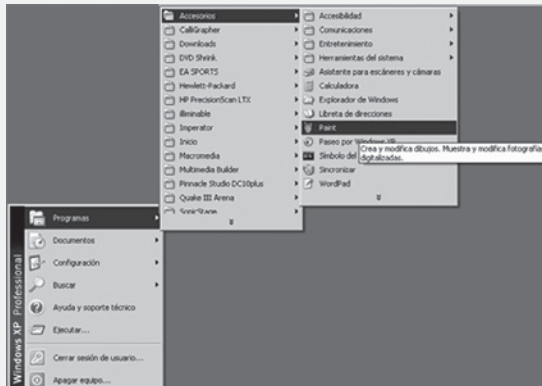 Accesorios
CalliGrapher
Downloads
DVD Shrink
EA SPORTS
Hewlett-Packard
HP PrecisionScan LTX
illiminable
Imperator
Inicio
Macromedia
Multimedia Builder
Pinnacle Studio DC10plus
Quake III Arena
SonicStage
Accesibilidad
Comunicaciones
Entretenimiento
Herramientas del sistema
Asistente para escáneres y cámaras
Calculadora
Explorador de Windows
Libreta de direcciones
Paint
Paseo por Windows XP
Símbolo del
Crea y modifica dibujos. Muestra y modifica fotografías
digitalizadas.
Sincronizar
WordPad
Programas
Documentos
Configuración
Buscar
Ayuda y soporte técnico
Ejecutar...
Cerrar sesión de usuario...
Apagar equipo...
Windows XP Professional